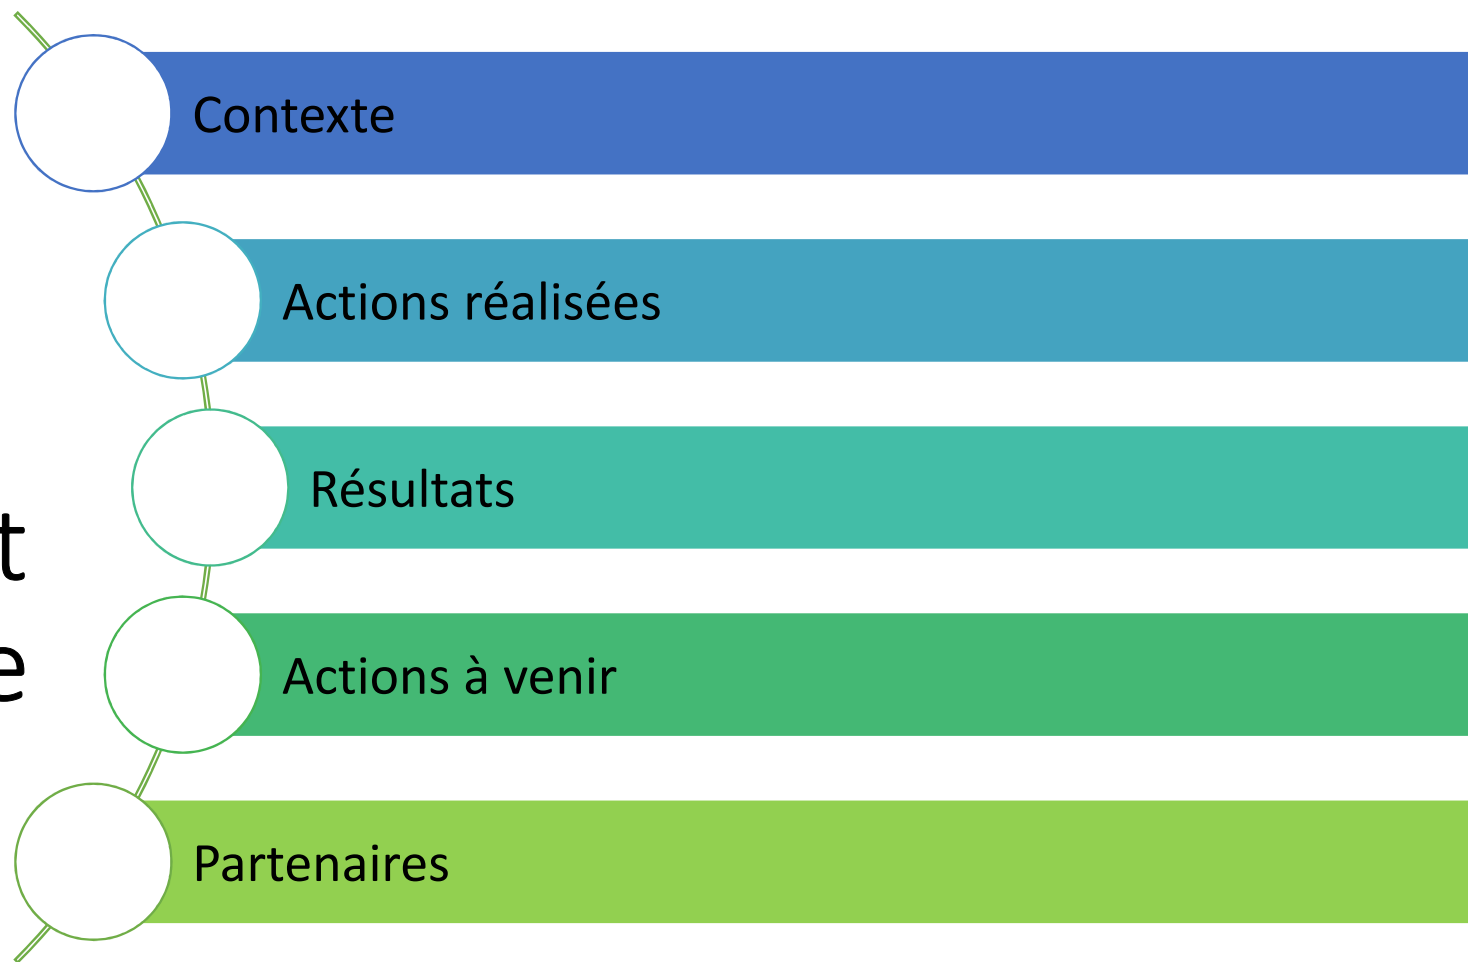 Contexte
Actions réalisées
Résultats
Actions à venir
Partenaires